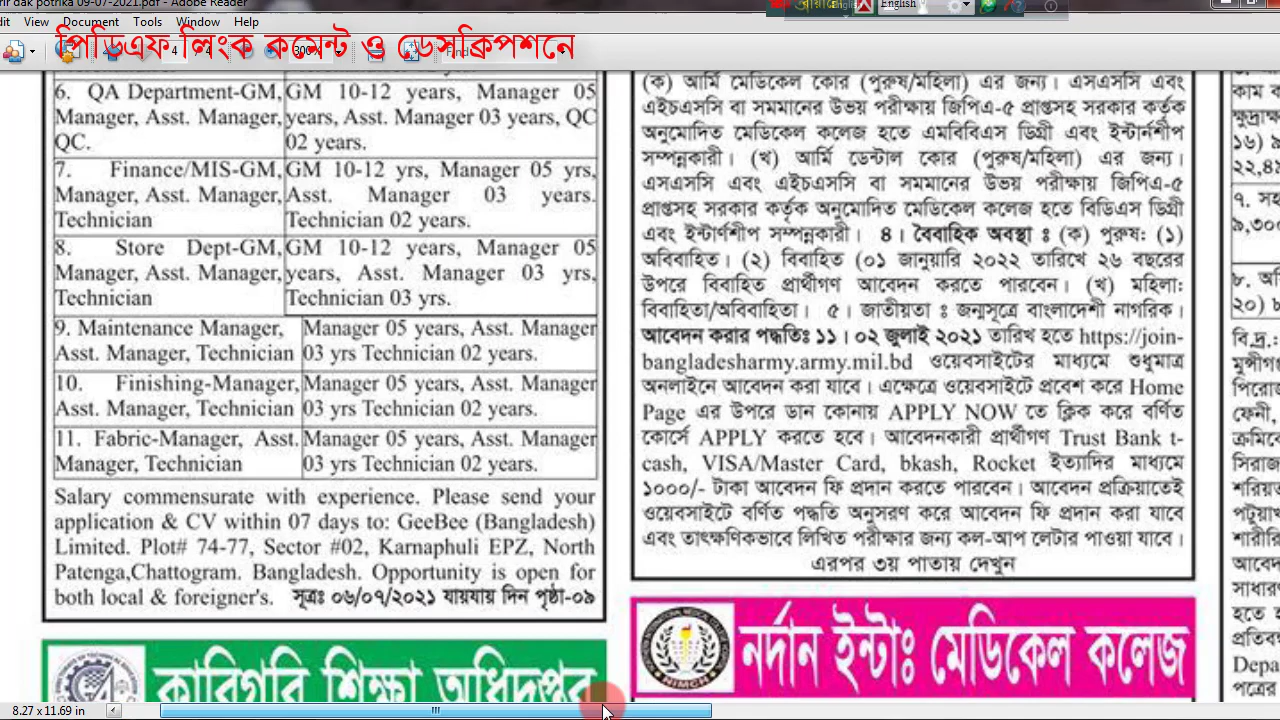 rir dak potrika 09-07-2021.pdf - Adobe Reader
English
View Document Tools Window Help
পিডিএফ লিংক কমেন্ট ও ডেসক্রিপশনে
4
300%
6. QA Department-GM, Manager, Asst. Manager, QC.
GM 10-12 years, Manager 05 years, Asst. Manager 03 years, QC 02 years.
7. Finance/MIS-GM, Manager, Asst. Manager, Technician
GM 10-12 yrs, Manager 05 yrs, Asst. Manager 03 years. Technician 02 years.
8. Store Dept-GM, Manager, Asst. Manager, Technician
GM 10-12 years, Manager 05 years, Asst. Manager 03 yrs, Technician 03 yrs.
9. Maintenance Manager, Asst. Manager, Technician
Manager 05 years, Asst. Manager 03 yrs Technician 02 years.
10. Finishing-Manager, Asst. Manager, Technician
Manager 05 years, Asst. Manager 03 yrs Technician 02 years.
11. Fabric-Manager, Asst. Manager, Technician
Manager 05 years, Asst. Manager 03 yrs Technician 02 years.
Salary commensurate with experience. Please send your
application & CV within 07 days to: GeeBee (Bangladesh)
Limited. Plot# 74-77, Sector #02, Karnaphuli EPZ, North
Patenga,Chattogram. Bangladesh. Opportunity is open for
both local & foreigner's. সূত্রঃ ০৬/০৭/২০২১ যায়যায় দিন পৃষ্ঠা-০৯
কারিগরি শিক্ষা অধিদপ্তর
(ক) আর্মি মেডিকেল কোর (পুরুষ/মহিলা) এর জন্য। এসএসসি এবং
এইচএসসি বা সমমানের উভয় পরীক্ষায় জিপিএ-৫ প্রাপ্তসহ সরকার কর্তৃক
অনুমোদিত মেডিকেল কলেজ হতে এমবিবিএস ডিগ্রী এবং ইন্টার্নশীপ
সম্পন্নকারী। (খ) আর্মি ডেন্টাল কোর (পুরুষ/মহিলা) এর জন্য।
এসএসসি এবং এইচএসসি বা সমমানের উভয় পরীক্ষায় জিপিএ-৫
প্রাপ্তসহ সরকার কর্তৃক অনুমোদিত মেডিকেল কলেজ হতে বিডিএস ডিগ্রী
এবং ইন্টার্ণশীপ সম্পন্নকারী। ৪। বৈবাহিক অবস্থা ঃ (ক) পুরুষ: (১)
অবিবাহিত। (২) বিবাহিত (০১ জানুয়ারি ২০২২ তারিখে ২৬ বছরের
উপরে বিবাহিত প্রার্থীগণ আবেদন করতে পারবেন। (খ) মহিলা:
বিবাহিতা/অবিবাহিতা। ৫। জাতীয়তা ঃ জন্মসূত্রে বাংলাদেশী নাগরিক।
আবেদন করার পদ্ধতিঃ ১১। ০২ জুলাই ২০২১ তারিখ হতে https://join-
bangladesharmy.army.mil.bd ওয়েবসাইটের মাধ্যমে শুধুমাত্র
অনলাইনে আবেদন করা যাবে। এক্ষেত্রে ওয়েবসাইটে প্রবেশ করে Home
Page এর উপরে ডান কোনায় APPLY NOW তে ক্লিক করে বর্ণিত
কোর্সে APPLY করতে হবে। আবেদনকারী প্রার্থীগণ Trust Bank t-
cash, VISA/Master Card, bkash, Rocket ইত্যাদির মাধ্যমে
১০০০/- টাকা আবেদন ফি প্রদান করতে পারবেন। আবেদন প্রক্রিয়াতেই
ওয়েবসাইটে বর্ণিত পদ্ধতি অনুসরণ করে আবেদন ফি প্রদান করা যাবে
এবং তাৎক্ষণিকভাবে লিখিত পরীক্ষার জন্য কল-আপ লেটার পাওয়া যাবে।
এরপর ৩য় পাতায় দেখুন
নর্দান ইন্টাঃ মেডিকেল কলেজ
NIMCH
কাম
১৬)
৭.
২০)
বি.দ্র.:
ফেনী,
8.27 x 11.69 in